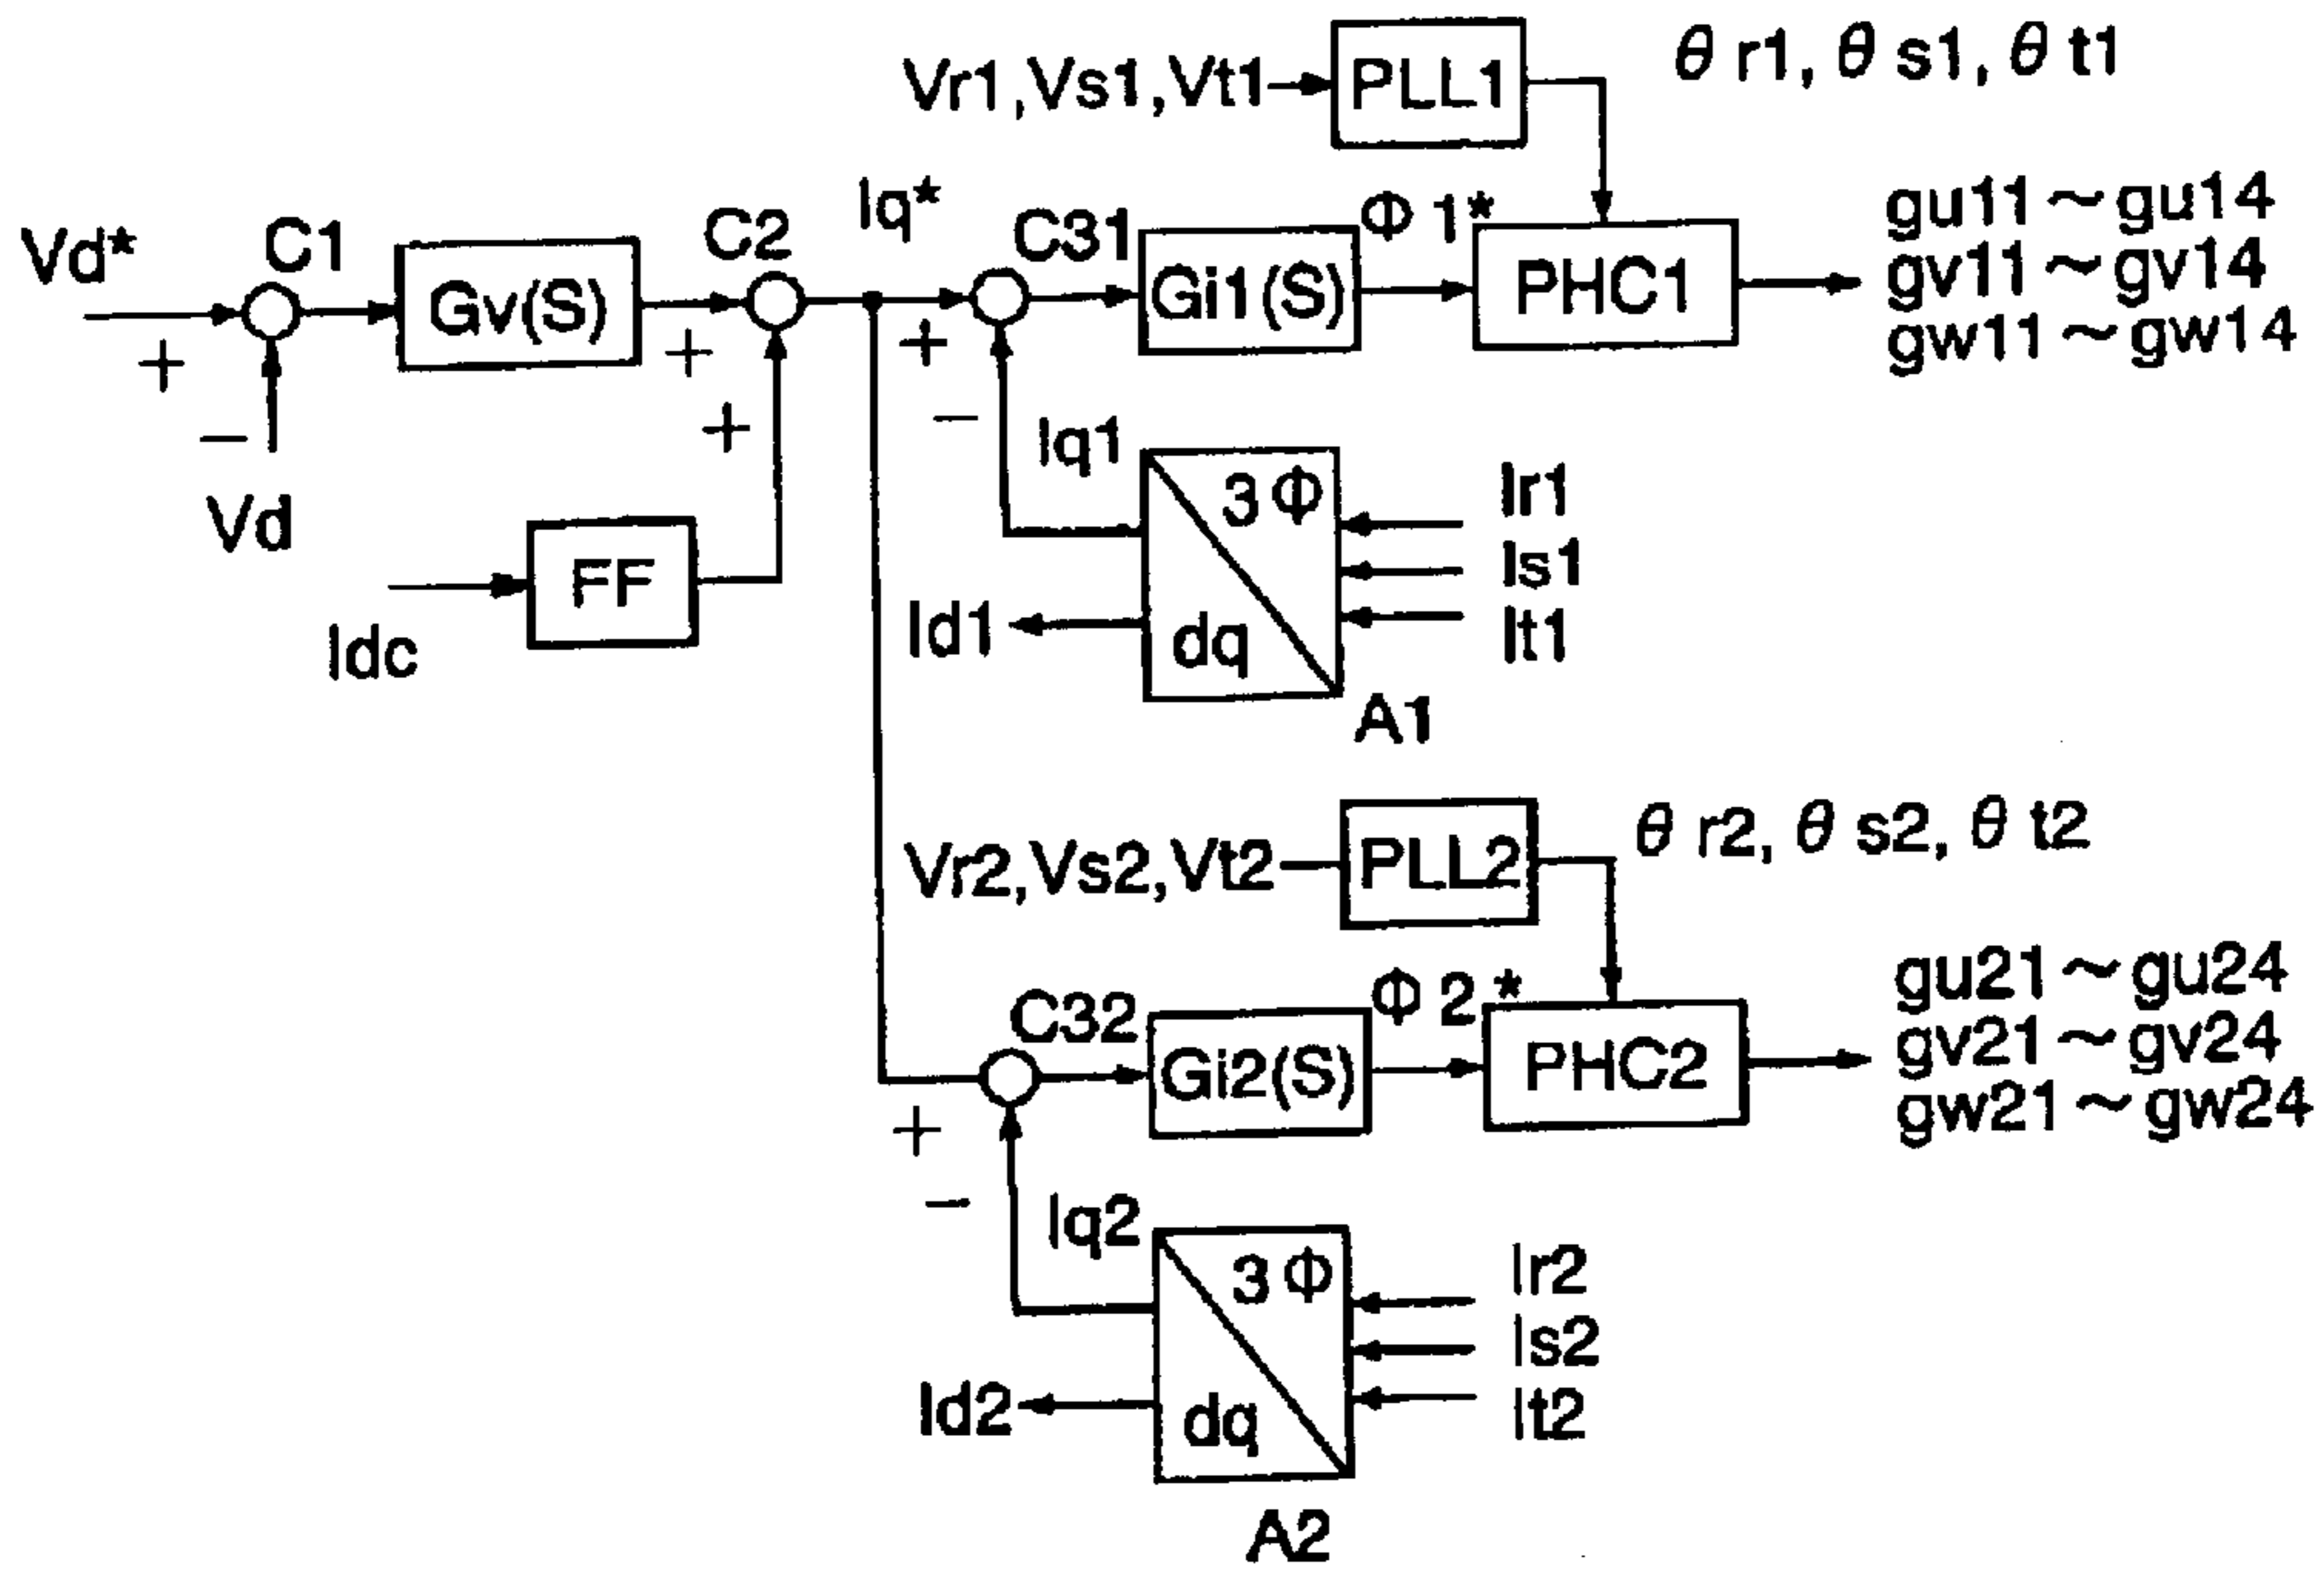 Vr1,Vs1,Vt1
PLL1
θ r1, θ s1, θ t1
Vd*
+
−
Vd
C1
Gv(S)
C2
+
+
Idc
FF
Iq*
C31
+
−
Gi1(S)
Φ 1*
PHC1
gu11～gu14
gv11～gv14
gw11～gw14
Iq1
3Φ
dq
Id1
Ir1
Is1
It1
A1
Vr2,Vs2,Vt2
PLL2
θ r2, θ s2, θ t2
C32
+
−
Gi2(S)
Φ 2*
PHC2
gu21～gu24
gv21～gv24
gw21～gw24
Iq2
3Φ
dq
Id2
Ir2
Is2
It2
A2